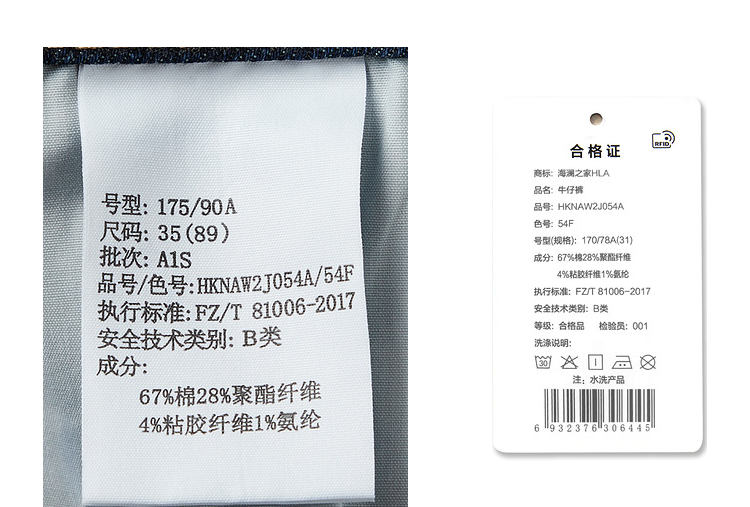 号型: 175/90A
尺码: 35(89)
批次: A1S
品号/色号:HKNAW2J054A/54F
执行标准:FZ/T 81006-2017
安全技术类别: B类
成分:
67%棉28%聚酯纤维
4%粘胶纤维1%氨纶
RFID
合格证
商标: 海澜之家HLA
品名: 牛仔裤
品号: HKNAW2J054A
色号: 54F
号型(规格): 170/78A(31)
成分: 67%棉28%聚酯纤维
4%粘胶纤维1%氨纶
执行标准: FZ/T 81006-2017
安全技术类别: B类
等级: 合格品 检验员: 001
洗涤说明:
30
注: 水洗产品
6 932376 306445